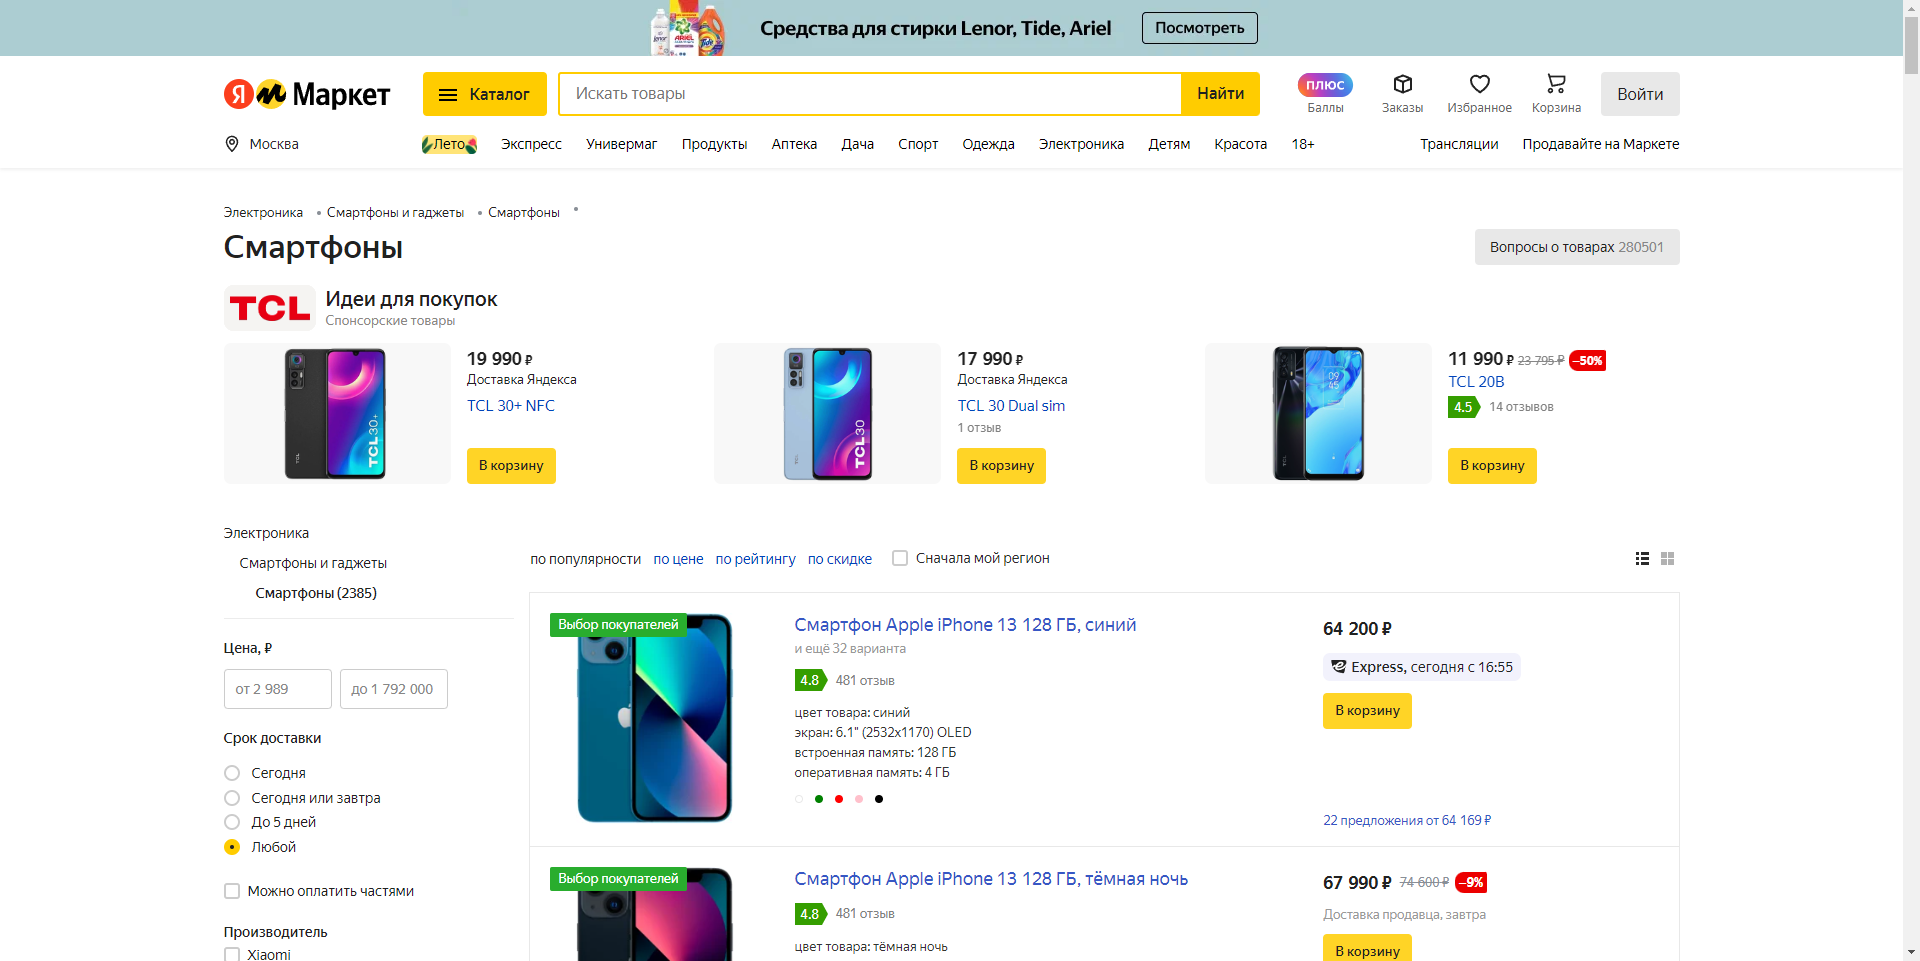 Средства для стирки Lenor, Tide, Ariel
Посмотреть
Я М Маркет
Каталог
Искать товары
Найти
плюс
Баллы
Заказы
Избранное
Корзина
Войти
Москва
Лето
Экспресс
Универмаг
Продукты
Аптека
Дача
Спорт
Одежда
Электроника
Детям
Красота
18+
Трансляции
Продавайте на Маркете
Электроника • Смартфоны и гаджеты • Смартфоны •
Смартфоны
Вопросы о товарах 280501
TCL
Идеи для покупок
Спонсорские товары
TCL 30+
19 990 ₽
Доставка Яндекса
TCL 30+ NFC
В корзину
TCL 30
17 990 ₽
Доставка Яндекса
TCL 30 Dual sim
1 отзыв
В корзину
11 990 ₽ 23 795 ₽ –50%
TCL 20B
4.5 14 отзывов
В корзину
Электроника
Смартфоны и гаджеты
Смартфоны (2385)
Цена, ₽
от 2 989
до 1 792 000
Срок доставки
Сегодня
Сегодня или завтра
До 5 дней
Любой
Можно оплатить частями
Производитель
Xiaomi
по популярности по цене по рейтингу по скидке Сначала мой регион
Выбор покупателей
Смартфон Apple iPhone 13 128 ГБ, синий
и ещё 32 варианта
4.8 481 отзыв
цвет товара: синий
экран: 6.1" (2532x1170) OLED
встроенная память: 128 ГБ
оперативная память: 4 ГБ
64 200 ₽
Express, сегодня с 16:55
В корзину
22 предложения от 64 169 ₽
Выбор покупателей
Смартфон Apple iPhone 13 128 ГБ, тёмная ночь
4.8 481 отзыв
цвет товара: тёмная ночь
67 990 ₽ 74 600 ₽ –9%
Доставка продавца, завтра
В корзину